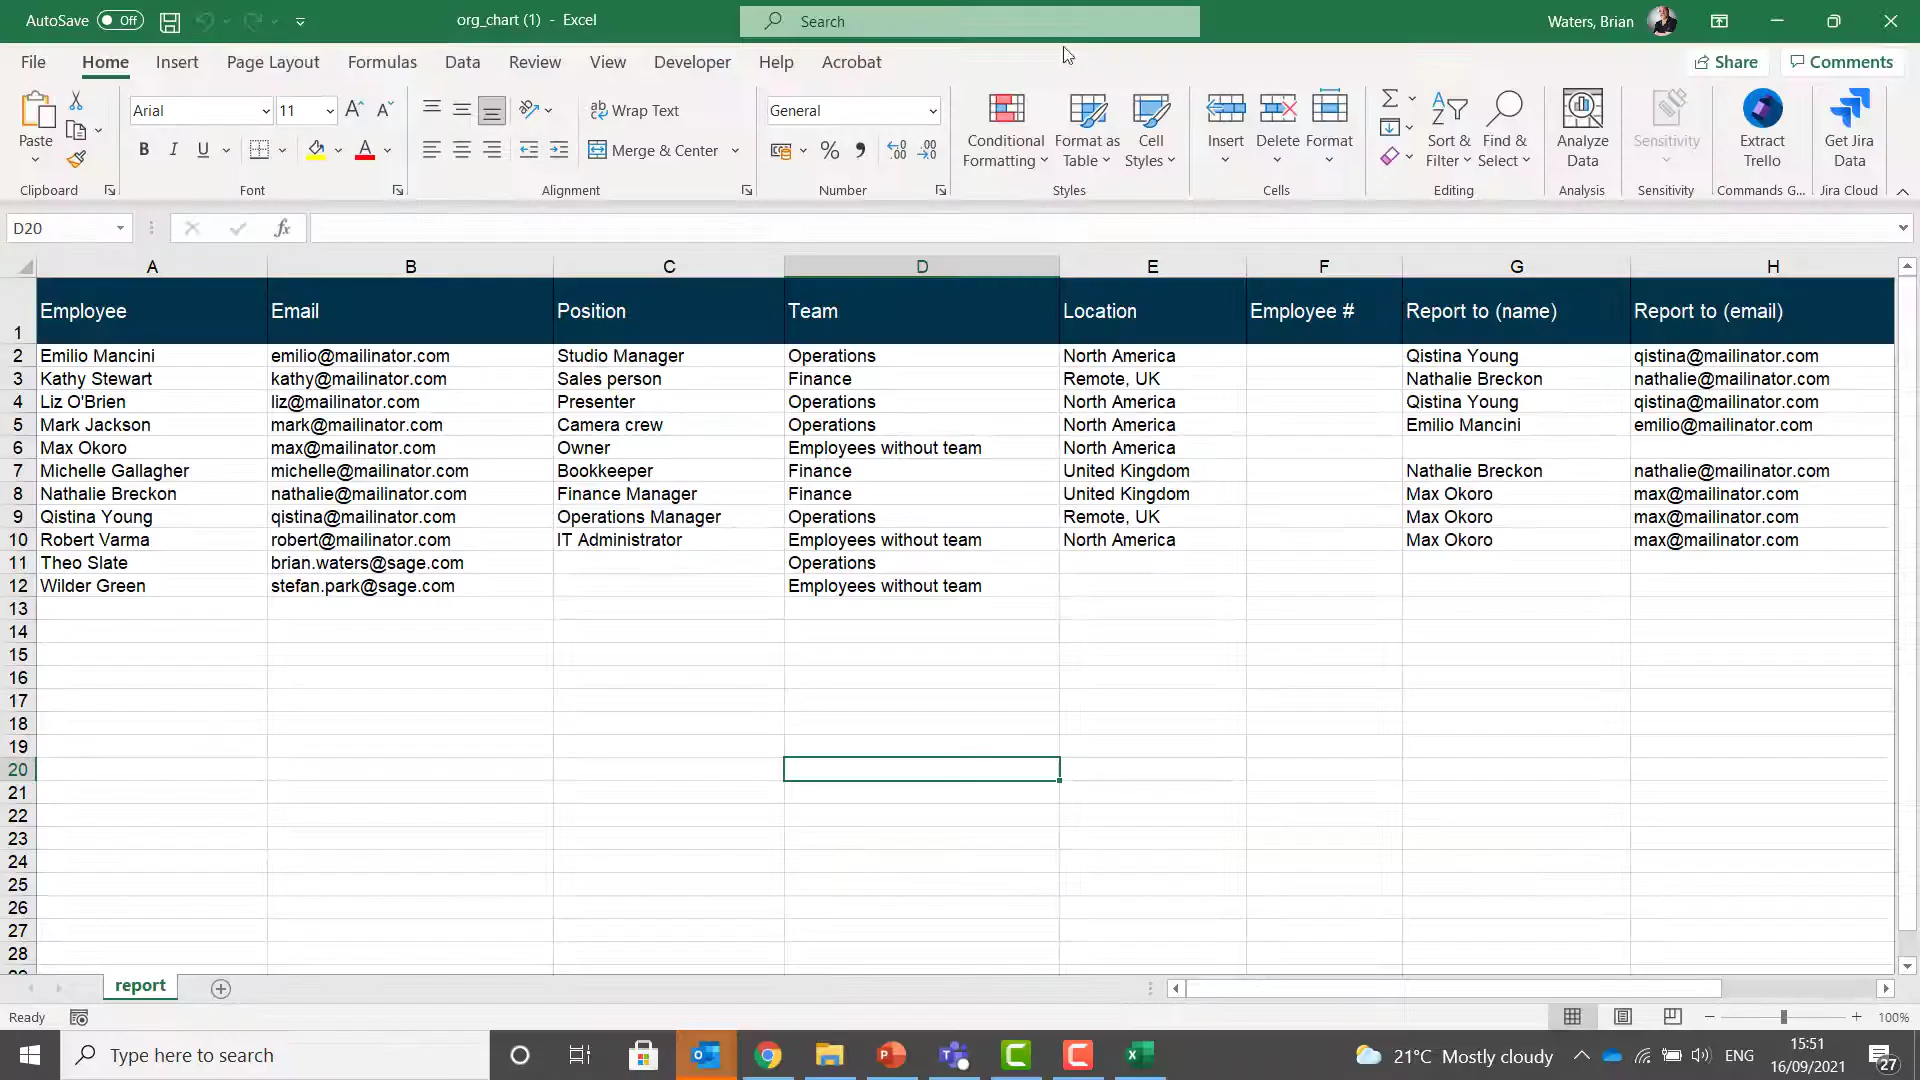 AutoSave Off org_chart (1) - Excel Search Waters, Brian
File Home Insert Page Layout Formulas Data Review View Developer Help Acrobat Share Comments
Arial 11 Wrap Text General
Paste B I U Merge & Center % Conditional Formatting Format as Table Cell Styles Insert Delete Format Sort & Filter Find & Select Analyze Data Sensitivity Extract Trello Get Jira Data
Clipboard Font Alignment Number Styles Cells Editing Analysis Sensitivity Commands G... Jira Cloud
D20 fx
A B C D E F G H
1 Employee Email Position Team Location Employee # Report to (name) Report to (email)
2 Emilio Mancini emilio@mailinator.com Studio Manager Operations North America Qistina Young qistina@mailinator.com
3 Kathy Stewart kathy@mailinator.com Sales person Finance Remote, UK Nathalie Breckon nathalie@mailinator.com
4 Liz O'Brien liz@mailinator.com Presenter Operations North America Qistina Young qistina@mailinator.com
5 Mark Jackson mark@mailinator.com Camera crew Operations North America Emilio Mancini emilio@mailinator.com
6 Max Okoro max@mailinator.com Owner Employees without team North America
7 Michelle Gallagher michelle@mailinator.com Bookkeeper Finance United Kingdom Nathalie Breckon nathalie@mailinator.com
8 Nathalie Breckon nathalie@mailinator.com Finance Manager Finance United Kingdom Max Okoro max@mailinator.com
9 Qistina Young qistina@mailinator.com Operations Manager Operations Remote, UK Max Okoro max@mailinator.com
10 Robert Varma robert@mailinator.com IT Administrator Employees without team North America Max Okoro max@mailinator.com
11 Theo Slate brian.waters@sage.com Operations
12 Wilder Green stefan.park@sage.com Employees without team
13
14
15
16
17
18
19
20
21
22
23
24
25
26
27
28
report
Ready 100%
Type here to search 21°C Mostly cloudy ENG 15:51
16/09/2021 27